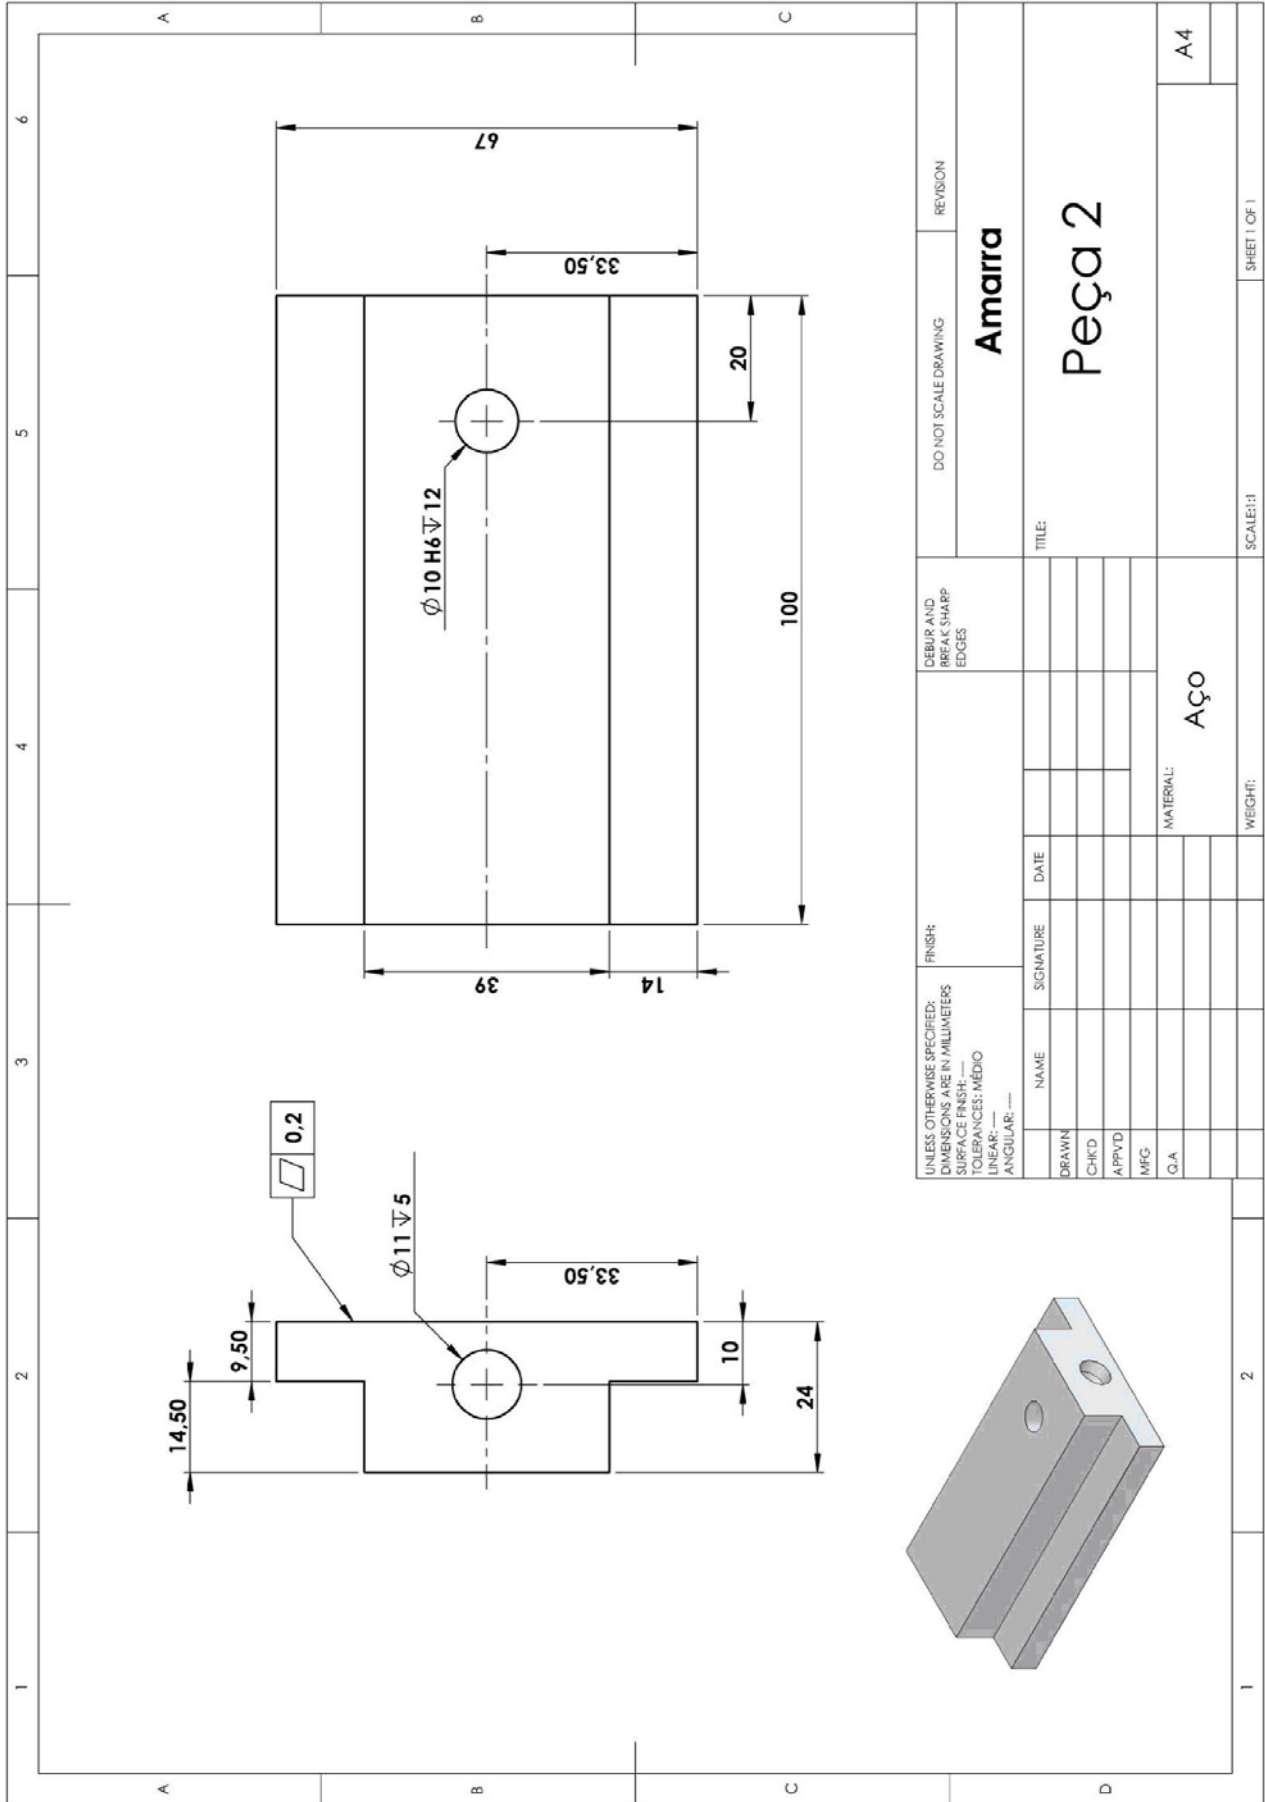 6
5
4
3
2
1
A
B
C
67
33,50
20
100
Ø10 H6↧12
39
14
0,2
Ø11↧5
33,50
9,50
14,50
10
24
A
B
C
D
2
1
UNLESS OTHERWISE SPECIFIED:
DIMENSIONS ARE IN MILLIMETERS
SURFACE FINISH: ---
TOLERANCES: MÉDIO
LINEAR: ---
ANGULAR: ---
FINISH:
DEBUR AND
BREAK SHARP
EDGES
DO NOT SCALE DRAWING
REVISION
Amarra
NAME
SIGNATURE
DATE
DRAWN
CHK'D
APPV'D
MFG
Q.A
TITLE:
Peça 2
MATERIAL:
Aço
A4
WEIGHT:
SCALE:1:1
SHEET 1 OF 1